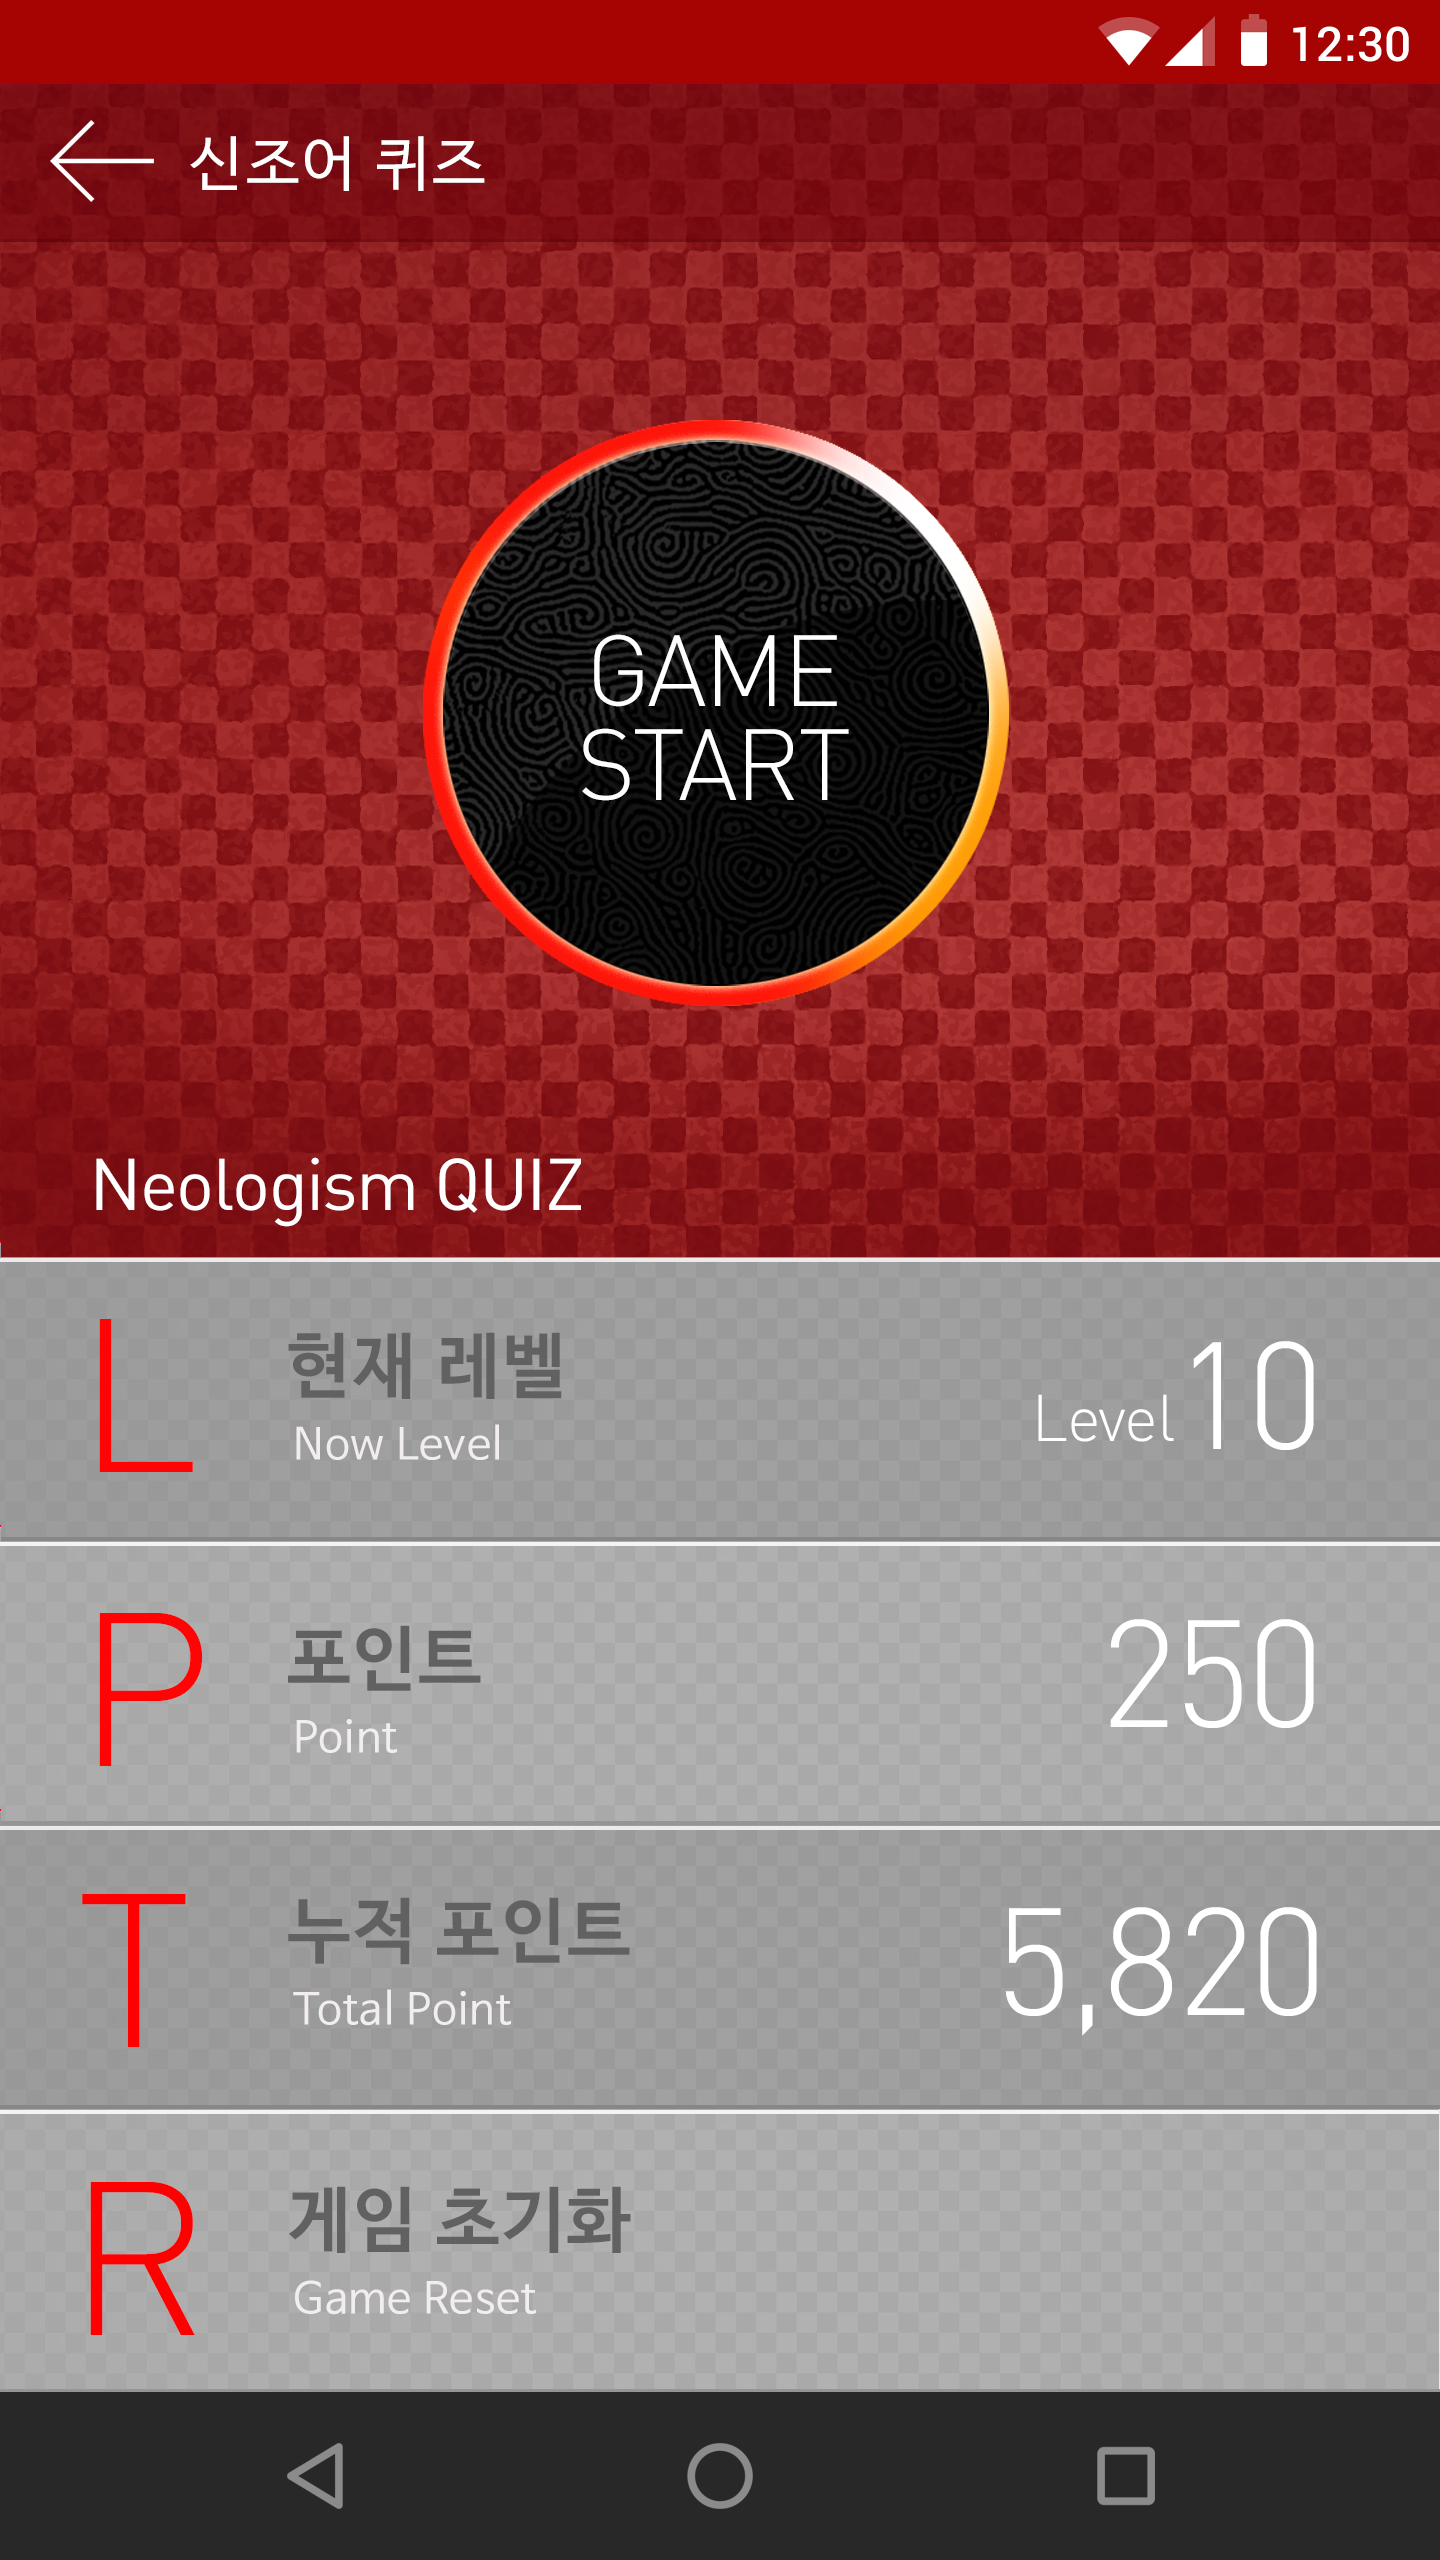 12:30
신조어 퀴즈
GAME
START
Neologism QUIZ
L
현재 레벨
Now Level
Level 10
P
포인트
Point
250
T
누적 포인트
Total Point
5,820
R
게임 초기화
Game Reset